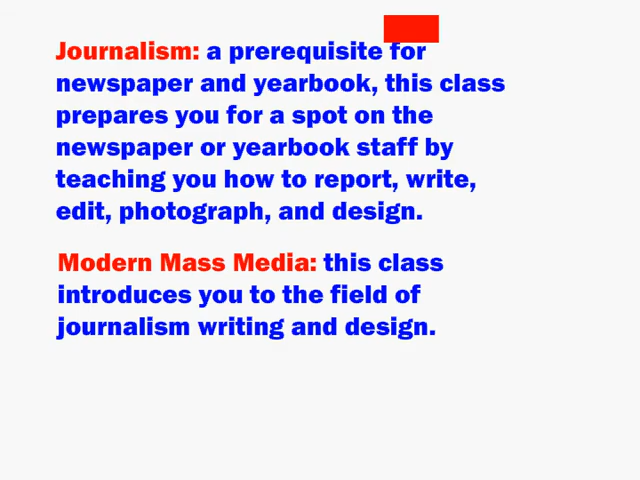 Journalism: a prerequisite for
newspaper and yearbook, this class
prepares you for a spot on the
newspaper or yearbook staff by
teaching you how to report, write,
edit, photograph, and design.
Modern Mass Media: this class
introduces you to the field of
journalism writing and design.